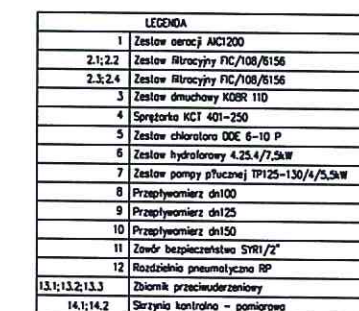 LEGENDA
1 Zestaw aeracji AIC1200
2.1;2.2 Zestaw filtracyjny FIC/108/6156
2.3;2.4 Zestaw filtracyjny FIC/108/6156
3 Zestaw dmuchawy KOBR 11D
4 Sprężarka KCT 401-250
5 Zestaw chloratora DDE 6-10 P
6 Zestaw hydroforowy 4.25.4/7,5kW
7 Zestaw pompy płucznej TP125-130/4/5,5kW
8 Przepływomierz dn100
9 Przepływomierz dn125
10 Przepływomierz dn150
11 Zawór bezpieczeństwa SYR1/2"
12 Rozdzielnia pneumatyczna RP
13.1;13.2;13.3 Zbiornik przeciwuderzeniowy
14.1;14.2 Skrzynia kontrolno - pomiarowa